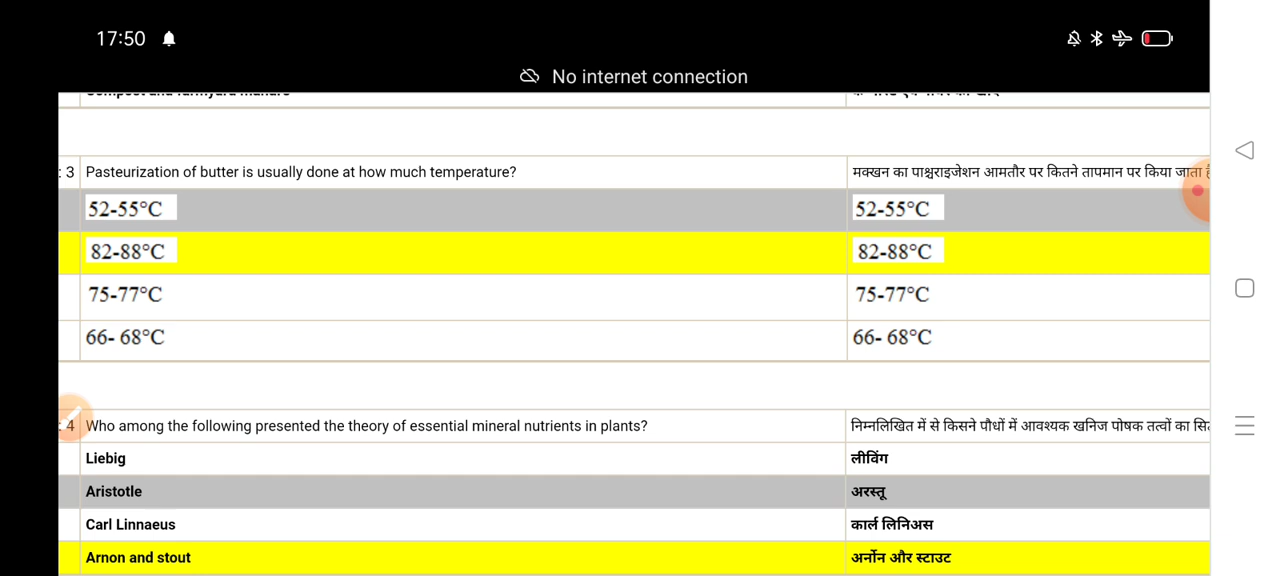 17:50
No internet connection
: 3 Pasteurization of butter is usually done at how much temperature? मक्खन का पाश्चराइजेशन आमतौर पर कितने तापमान पर किया जाता
52-55°C 52-55°C
82-88°C 82-88°C
75-77°C 75-77°C
66- 68°C 66- 68°C
: 4 Who among the following presented the theory of essential mineral nutrients in plants? निम्नलिखित में से किसने पौधों में आवश्यक खनिज पोषक तत्वों का
Liebig लीविंग
Aristotle अरस्तू
Carl Linnaeus कार्ल लिनिअस
Arnon and stout अर्नोन और स्टाउट